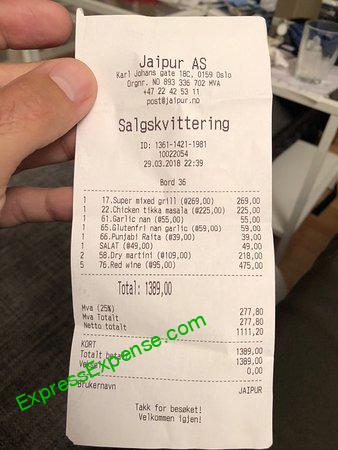 Jaipur AS
Karl Johans gate 18C, 0159 Oslo
Orgnr. NO 893 336 702 MVA
+47 22 42 53 11
post@jaipur.no
Salgskvittering
ID: 1361-1421-1981
10022054
29.03.2018 22:39
Bord 36
1 17.Super mixed grill (@269,00) 269,00
1 22.Chicken tikka masala (@225,00) 225,00
1 61.Garlic nan (@55,00) 55,00
1 65.Glutenfri nan garlic (@59,00) 59,00
1 66.Punjabi Raita (@39,00) 39,00
1 SALAT (@49,00) 49,00
2 58.Dry martini (@109,00) 218,00
5 76.Red wine (@95,00) 475,00
Total: 1389,00
Mva (25%) 277,80
Mva Totalt 277,80
Netto totalt 1111,20
KORT 1389,00
Totalt 1389,00
0,00
Brukernavn JAIPUR
ExpressExpense.com
Takk for besøket!
Velkommen igjen!